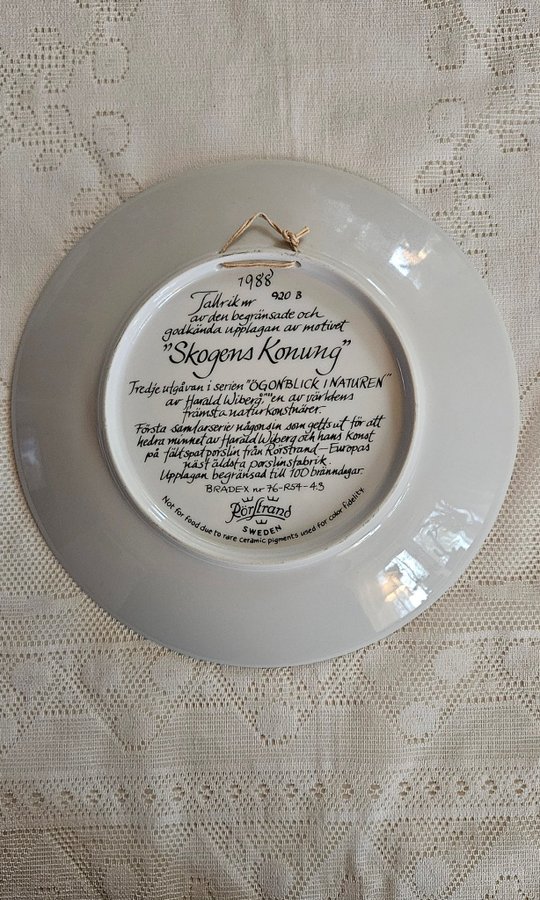 1988
Tallrik nr 920 B
av den begränsade och
godkända upplagan av motivet
"Skogens Konung"
Tredje utgåvan i serien "ÖGONBLICK I NATUREN"
av Harald Wiberg, "en av världens
främsta naturkonstnärer.
Första samlarserie någonsin som getts ut för att
hedra minnet av Harald Wiberg och hans konst
på fältspatporslin från Rörstrand-Europas
näst äldsta porslinsfabrik.
Upplagan begränsad till 100 bränndagar.
BRADEX nr 76-R54-4.3
Rörstrand
SWEDEN
Not for food due to rare ceramic pigments used for color fidelity.